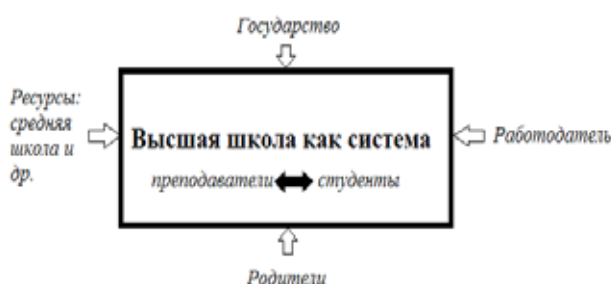 Государство
Ресурсы:
средняя
школа и
др.
Высшая школа как система
Работодатель
преподаватели студенты
Родители